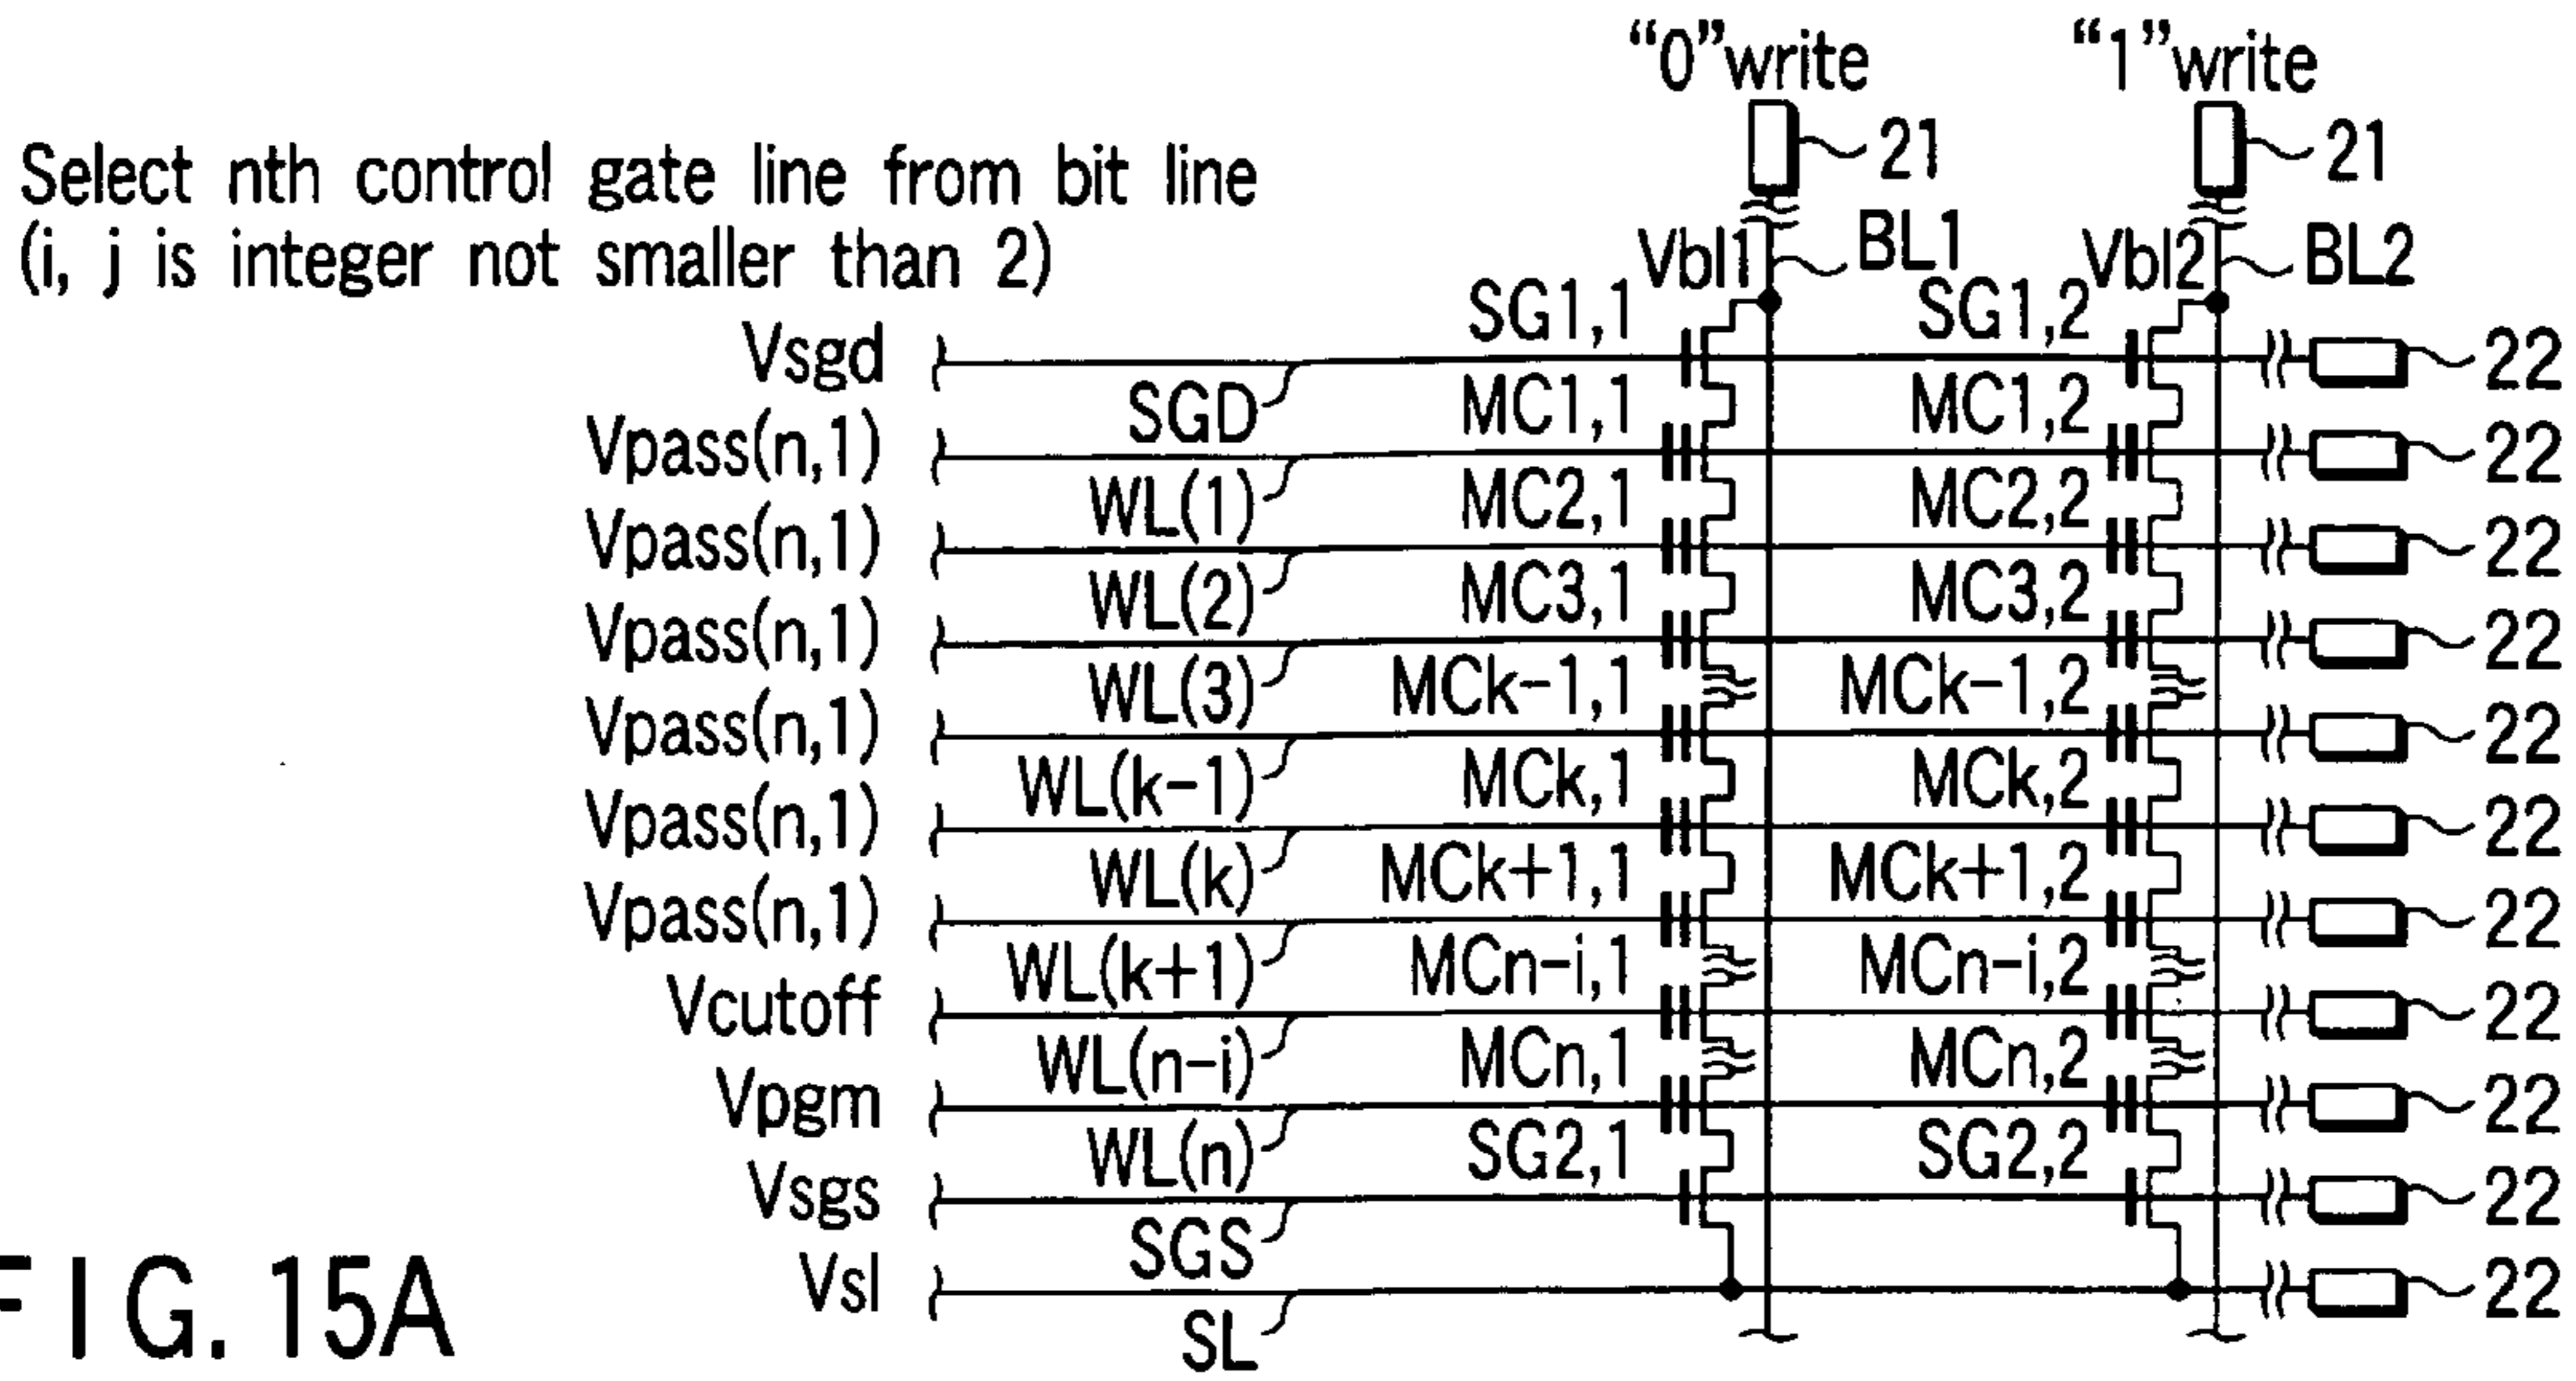 “0”write “1”write
21 21
Select nth control gate line from bit line
(i, j is integer not smaller than 2)
Vbl1 BL1 Vbl2 BL2
SG1,1 SG1,2
Vsgd 22
SGD MC1,1 MC1,2
Vpass(n,1) 22
WL(1) MC2,1 MC2,2
Vpass(n,1) 22
WL(2) MC3,1 MC3,2
Vpass(n,1) 22
WL(3) MCk-1,1 MCk-1,2
Vpass(n,1) 22
WL(k-1) MCk,1 MCk,2
Vpass(n,1) 22
WL(k) MCk+1,1 MCk+1,2
Vpass(n,1) 22
WL(k+1) MCn-i,1 MCn-i,2
Vcutoff 22
WL(n-i) MCn,1 MCn,2
Vpgm 22
WL(n) SG2,1 SG2,2
Vsgs 22
SGS
Vsl 22
SL
FIG. 15A